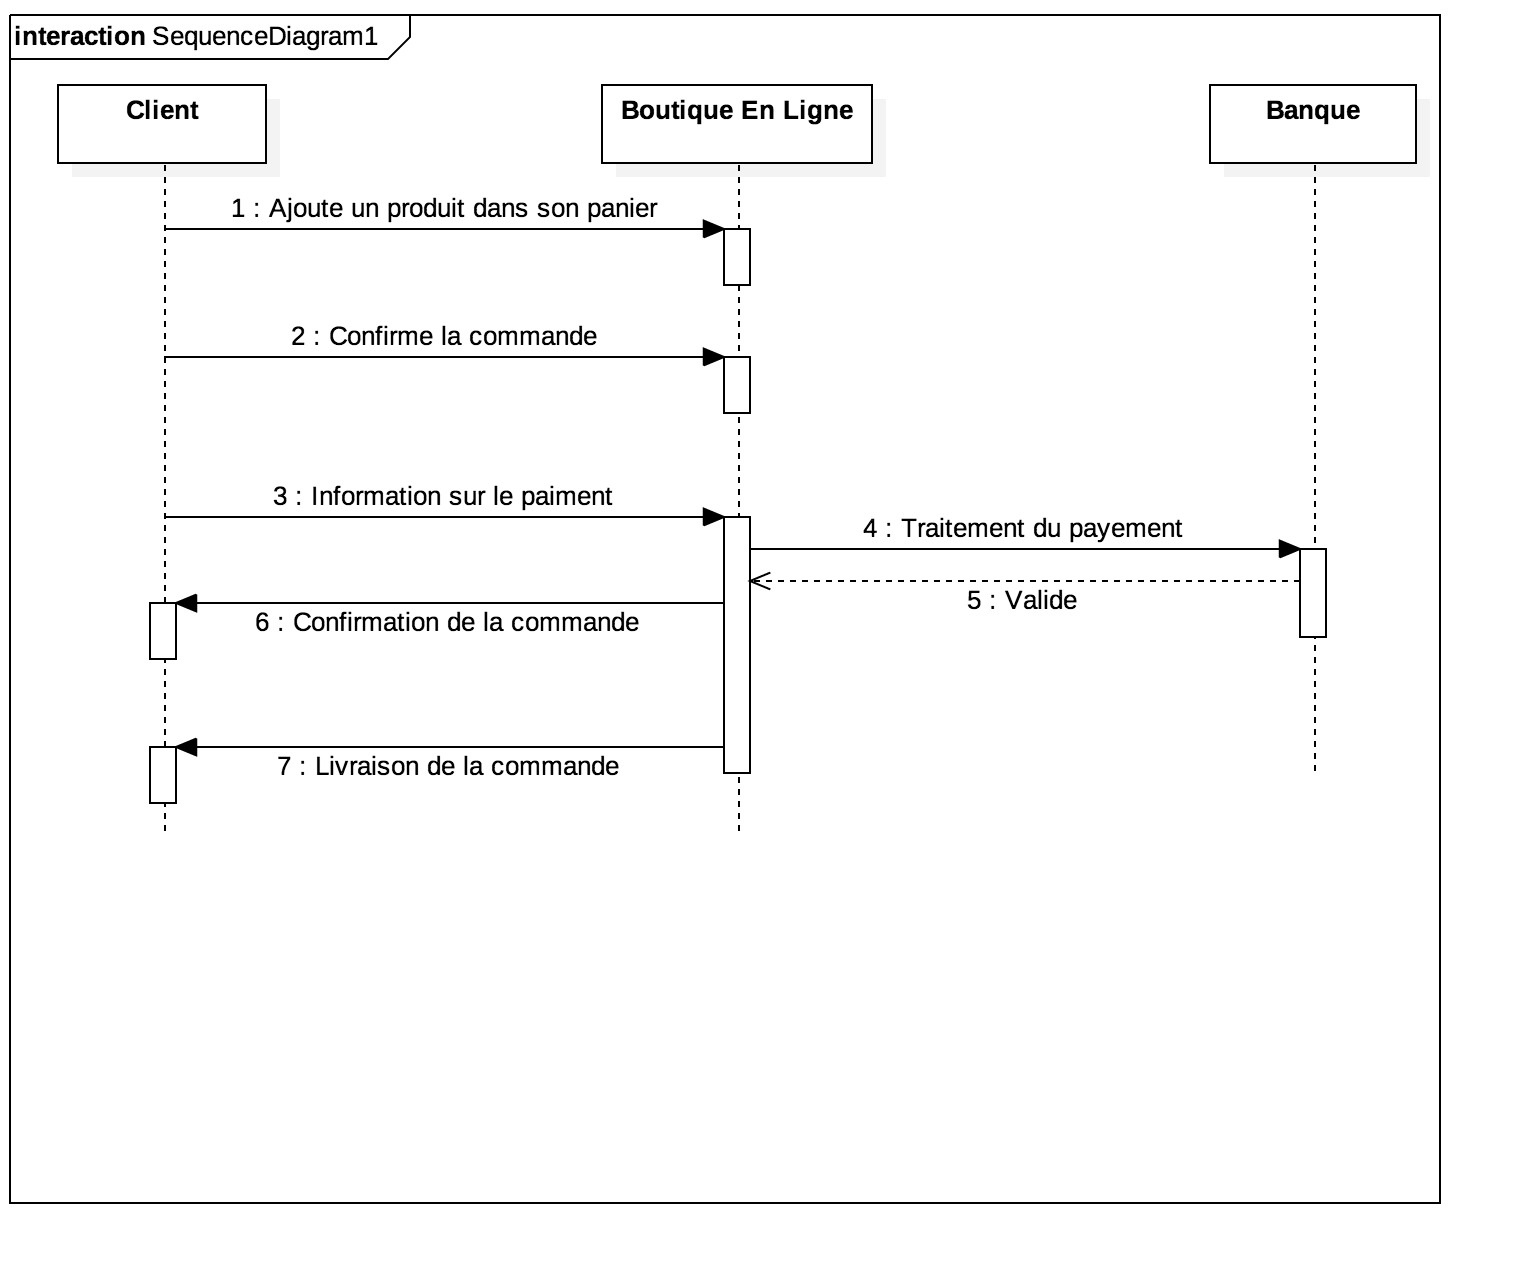 interaction SequenceDiagram1
Client
Boutique En Ligne
Banque
1 : Ajoute un produit dans son panier
2 : Confirme la commande
3 : Information sur le paiment
4 : Traitement du payement
5 : Valide
6 : Confirmation de la commande
7 : Livraison de la commande